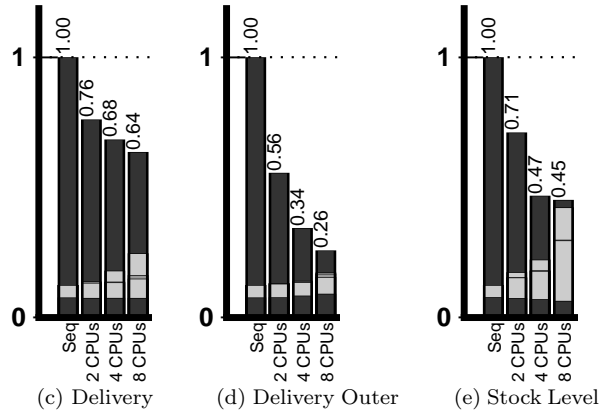 1
0
1.00
0.76
0.68
0.64
Seq
2 CPUs
4 CPUs
8 CPUs
(c) Delivery
1
0
1.00
0.56
0.34
0.26
Seq
2 CPUs
4 CPUs
8 CPUs
(d) Delivery Outer
1
0
1.00
0.71
0.47
0.45
Seq
2 CPUs
4 CPUs
8 CPUs
(e) Stock Level